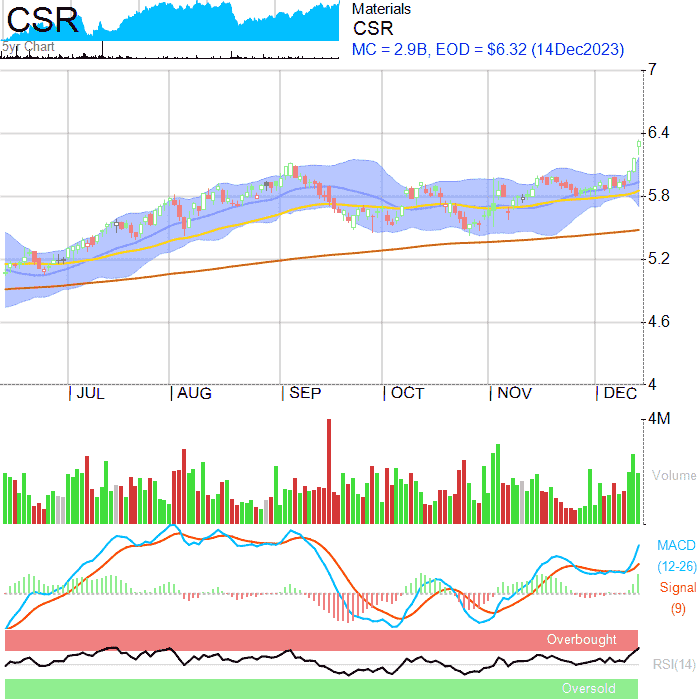 CSR
5yr Chart
Materials
CSR
MC = 2.9B, EOD = $6.32 (14Dec2023)
7
6.4
5.8
5.2
4.6
4
JUL AUG SEP OCT NOV DEC
4M
Volume
MACD
(12-26)
Signal
(9)
Overbought
RSI(14)
Oversold